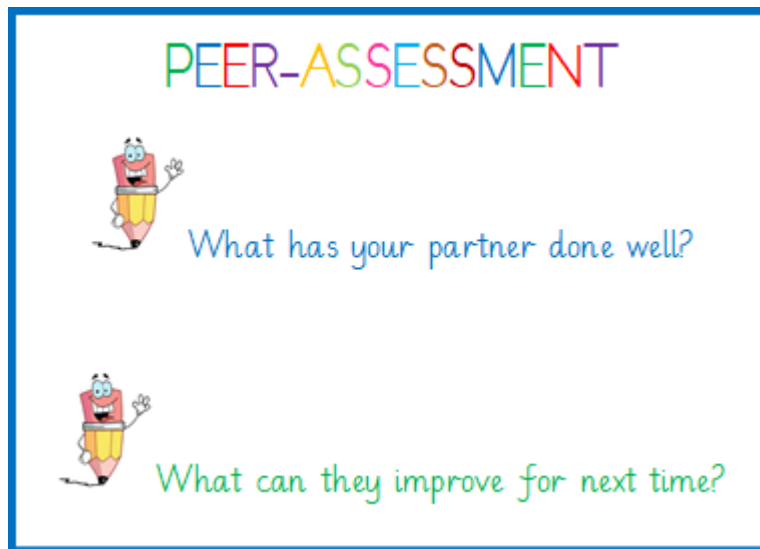 PEER-ASSESSMENT
What has your partner done well?
What can they improve for next time?